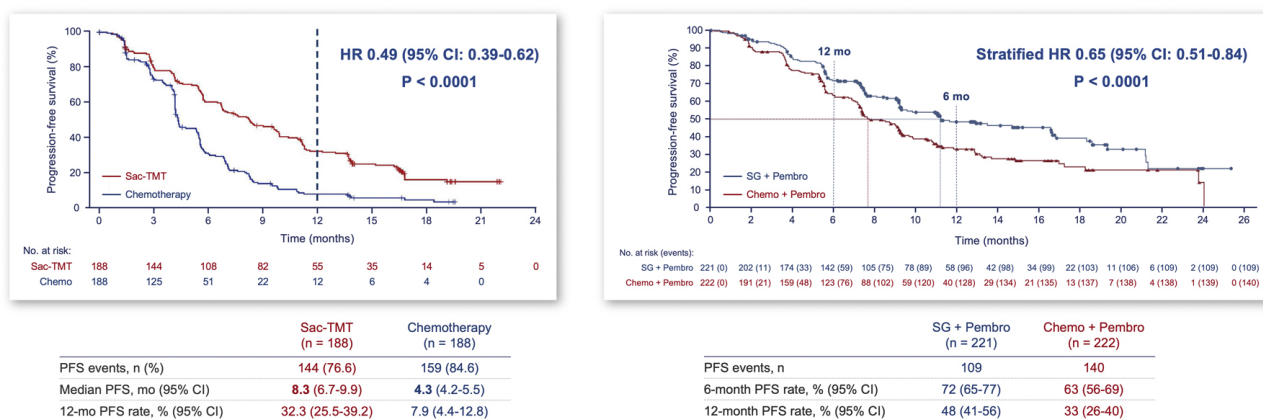 Progression-free survival (%)
100
80
60
40
20
0
HR 0.49 (95% CI: 0.39-0.62)
P < 0.0001
Sac-TMT
Chemotherapy
0 3 6 9 12 15 18 21 24
Time (months)
No. at risk:
Sac-TMT 188 144 108 82 55 35 14 5 0
Chemo 188 125 51 22 12 6 4 0
Sac-TMT Chemotherapy
(n = 188) (n = 188)
PFS events, n (%) 144 (76.6) 159 (84.6)
Median PFS, mo (95% CI) 8.3 (6.7-9.9) 4.3 (4.2-5.5)
12-mo PFS rate, % (95% CI) 32.3 (25.5-39.2) 7.9 (4.4-12.8)
Progression-free survival (%)
100
90
80
70
60
50
40
30
20
10
0
12 mo
6 mo
Stratified HR 0.65 (95% CI: 0.51-0.84)
P < 0.0001
SG + Pembro
Chemo + Pembro
0 2 4 6 8 10 12 14 16 18 20 22 24 26
Time (months)
No. at risk (events):
SG + Pembro 221 (0) 202 (11) 174 (33) 142 (59) 105 (75) 78 (89) 58 (96) 42 (98) 34 (99) 22 (103) 11 (106) 6 (109) 2 (109) 0 (109)
Chemo + Pembro 222 (0) 191 (21) 159 (48) 123 (76) 88 (102) 59 (120) 40 (128) 29 (134) 21 (135) 13 (137) 7 (138) 4 (138) 1 (139) 0 (140)
SG + Pembro Chemo + Pembro
(n = 221) (n = 222)
PFS events, n 109 140
6-month PFS rate, % (95% CI) 72 (65-77) 63 (56-69)
12-month PFS rate, % (95% CI) 48 (41-56) 33 (26-40)